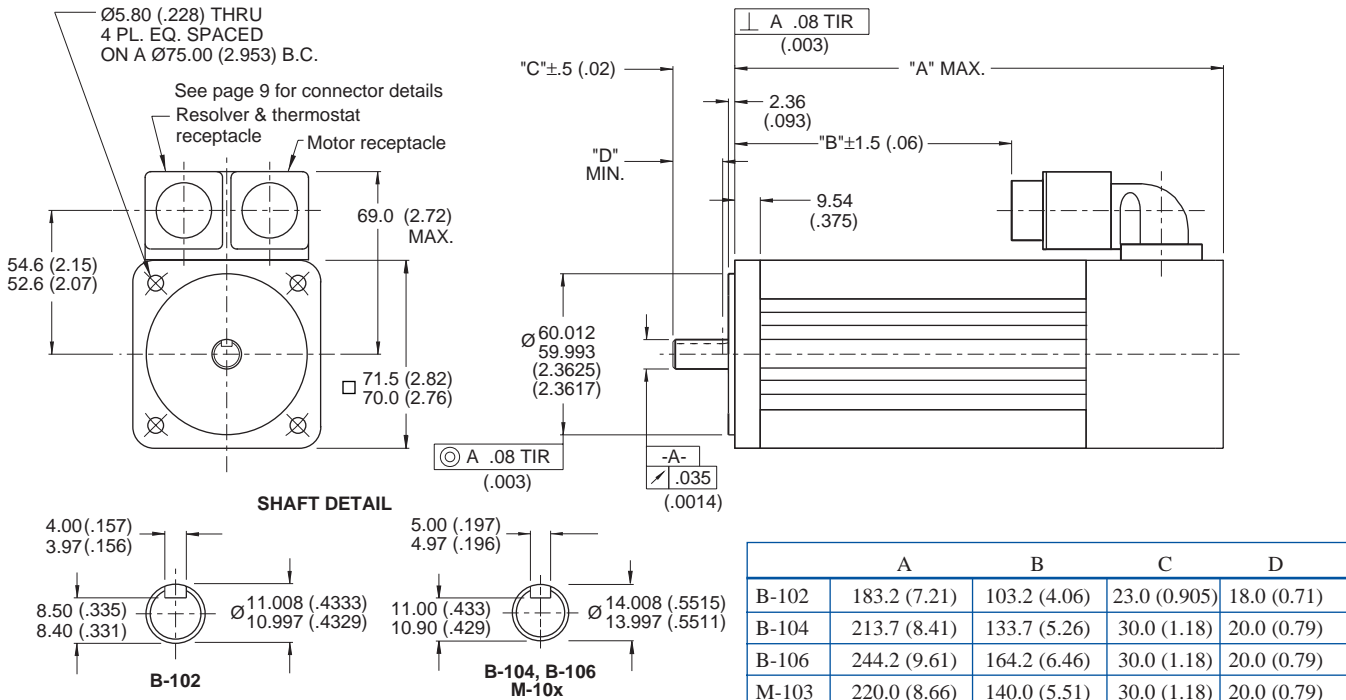 Ø5.80 (.228) THRU
4 PL. EQ. SPACED
ON A Ø75.00 (2.953) B.C.
See page 9 for connector details
Resolver & thermostat
receptacle
Motor receptacle
69.0 (2.72)
MAX.
54.6 (2.15)
52.6 (2.07)
□ 71.5 (2.82)
70.0 (2.76)
⊥ A .08 TIR
(.003)
"C"±.5 (.02)
"A" MAX.
2.36
(.093)
"B"±1.5 (.06)
"D"
MIN.
9.54
(.375)
Ø 60.012
59.993
(2.3625)
(2.3617)
◎ A .08 TIR
(.003)
-A-
↗ .035
(.0014)
SHAFT DETAIL
4.00(.157)
3.97(.156)
8.50 (.335)
8.40 (.331)
Ø 11.008 (.4333)
10.997 (.4329)
B-102
5.00 (.197)
4.97 (.196)
11.00 (.433)
10.90 (.429)
Ø 14.008 (.5515)
13.997 (.5511)
B-104, B-106
M-10x
A B C D
B-102 183.2 (7.21) 103.2 (4.06) 23.0 (0.905) 18.0 (0.71)
B-104 213.7 (8.41) 133.7 (5.26) 30.0 (1.18) 20.0 (0.79)
B-106 244.2 (9.61) 164.2 (6.46) 30.0 (1.18) 20.0 (0.79)
M-103 220.0 (8.66) 140.0 (5.51) 30.0 (1.18) 20.0 (0.79)